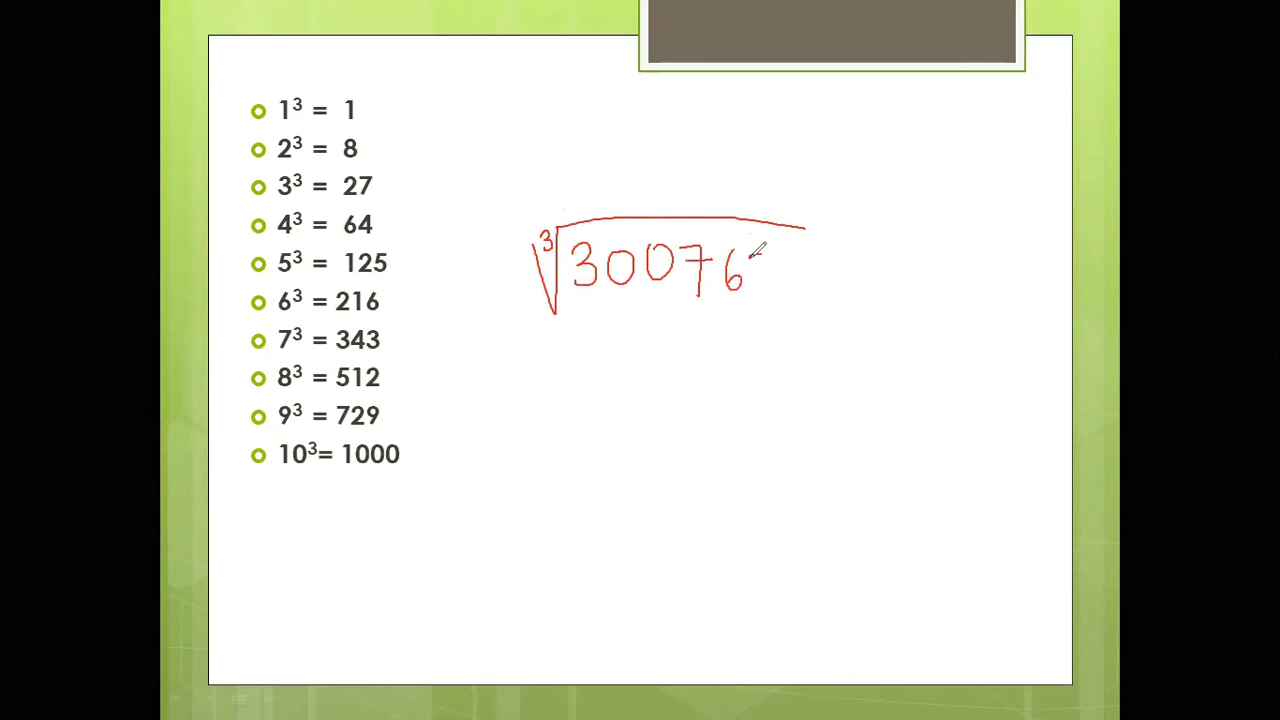 1³ = 1
2³ = 8
3³ = 27
4³ = 64
5³ = 125
6³ = 216
7³ = 343
8³ = 512
9³ = 729
10³= 1000
∛30076